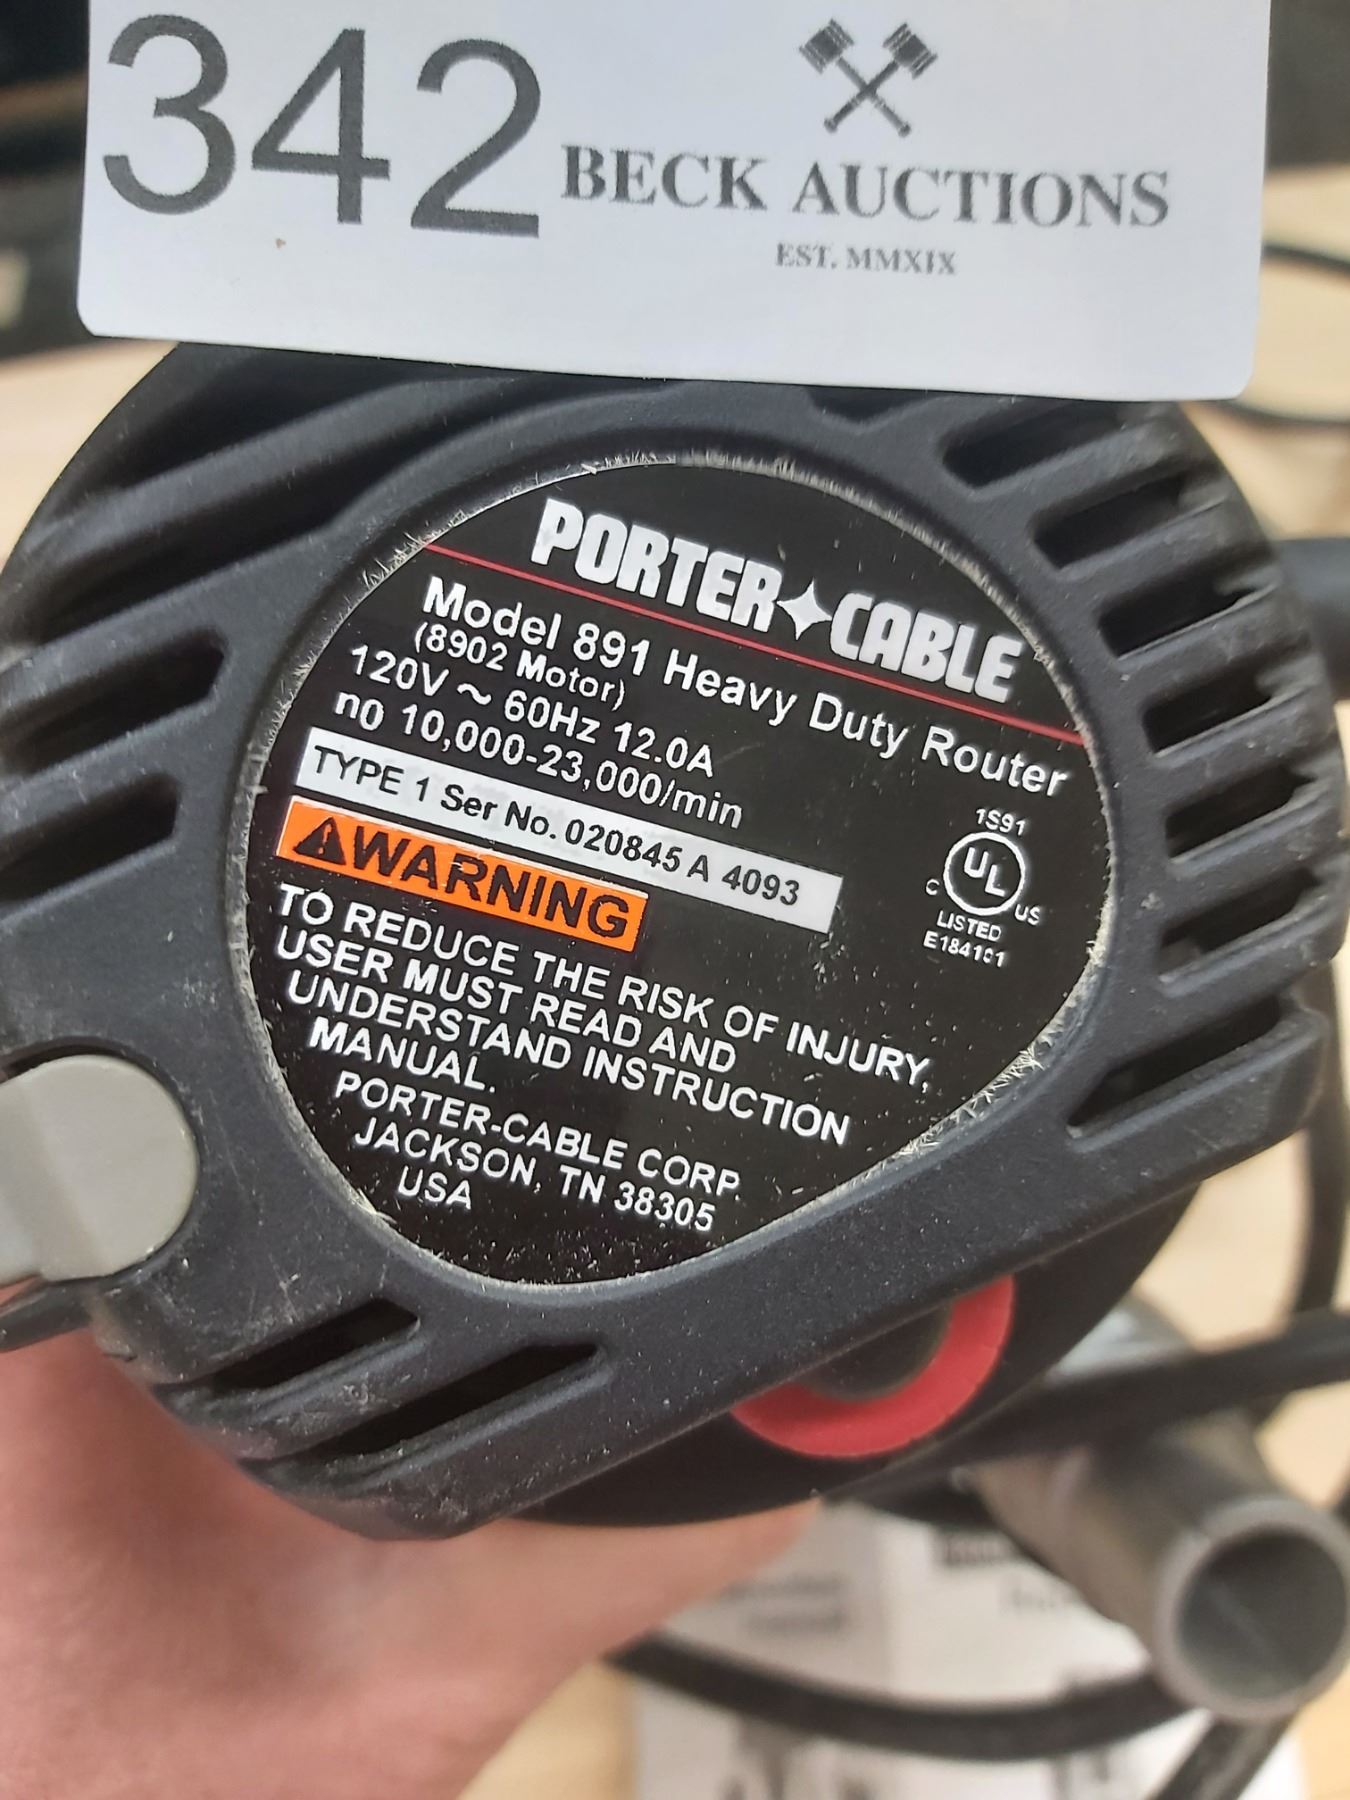 342
BECK AUCTIONS
EST. MMXIX
PORTER CABLE
Model 891 Heavy Duty Router
(8902 Motor)
120V ~ 60Hz 12.0A
no 10,000-23,000/min
TYPE 1 Ser No. 020845 A 4093
1S91
UL
C US
LISTED
E184101
WARNING
TO REDUCE THE RISK OF INJURY,
USER MUST READ AND
UNDERSTAND INSTRUCTION
MANUAL.
PORTER-CABLE CORP.
JACKSON, TN 38305
USA